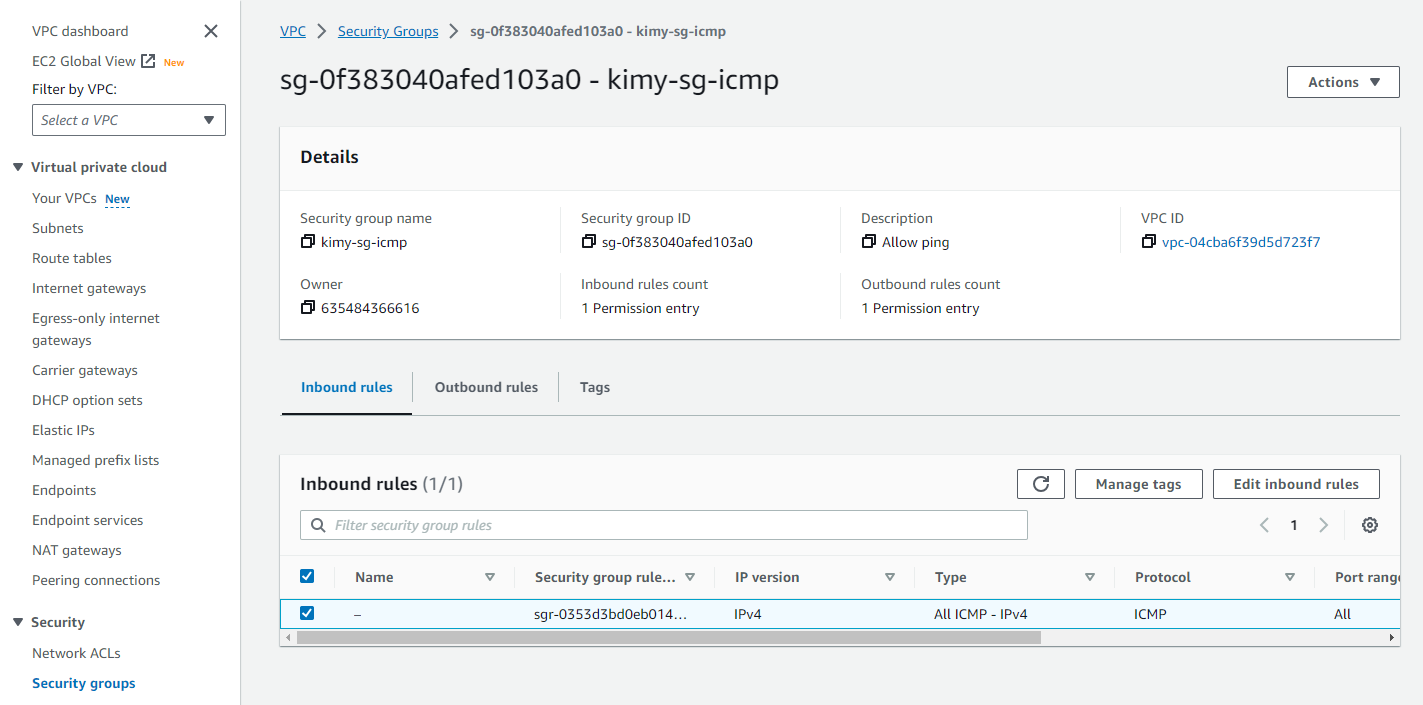 VPC dashboard
EC2 Global View New
Filter by VPC:
Select a VPC
Virtual private cloud
Your VPCs New
Subnets
Route tables
Internet gateways
Egress-only internet
gateways
Carrier gateways
DHCP option sets
Elastic IPs
Managed prefix lists
Endpoints
Endpoint services
NAT gateways
Peering connections
Security
Network ACLs
Security groups
VPC > Security Groups > sg-0f383040afed103a0 - kimy-sg-icmp
sg-0f383040afed103a0 - kimy-sg-icmp
Actions
Details
Security group name
kimy-sg-icmp
Security group ID
sg-0f383040afed103a0
Description
Allow ping
VPC ID
vpc-04cba6f39d5d723f7
Owner
635484366616
Inbound rules count
1 Permission entry
Outbound rules count
1 Permission entry
Inbound rules Outbound rules Tags
Inbound rules (1/1)
Manage tags Edit inbound rules
Filter security group rules
1
Name Security group rule... IP version Type Protocol Port range
– sgr-0353d3bd0eb014... IPv4 All ICMP - IPv4 ICMP All